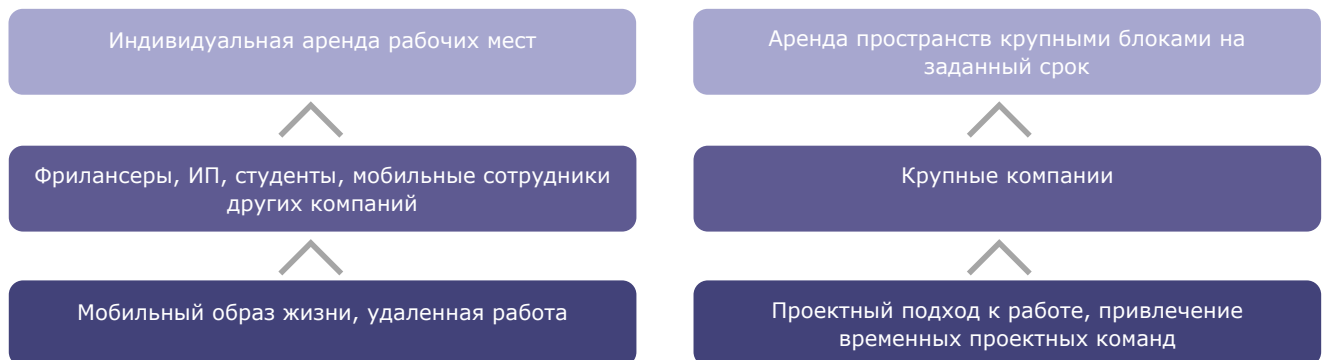 Индивидуальная аренда рабочих мест
Аренда пространств крупными блоками на
заданный срок
Фрилансеры, ИП, студенты, мобильные сотрудники
других компаний
Крупные компании
Мобильный образ жизни, удаленная работа
Проектный подход к работе, привлечение
временных проектных команд